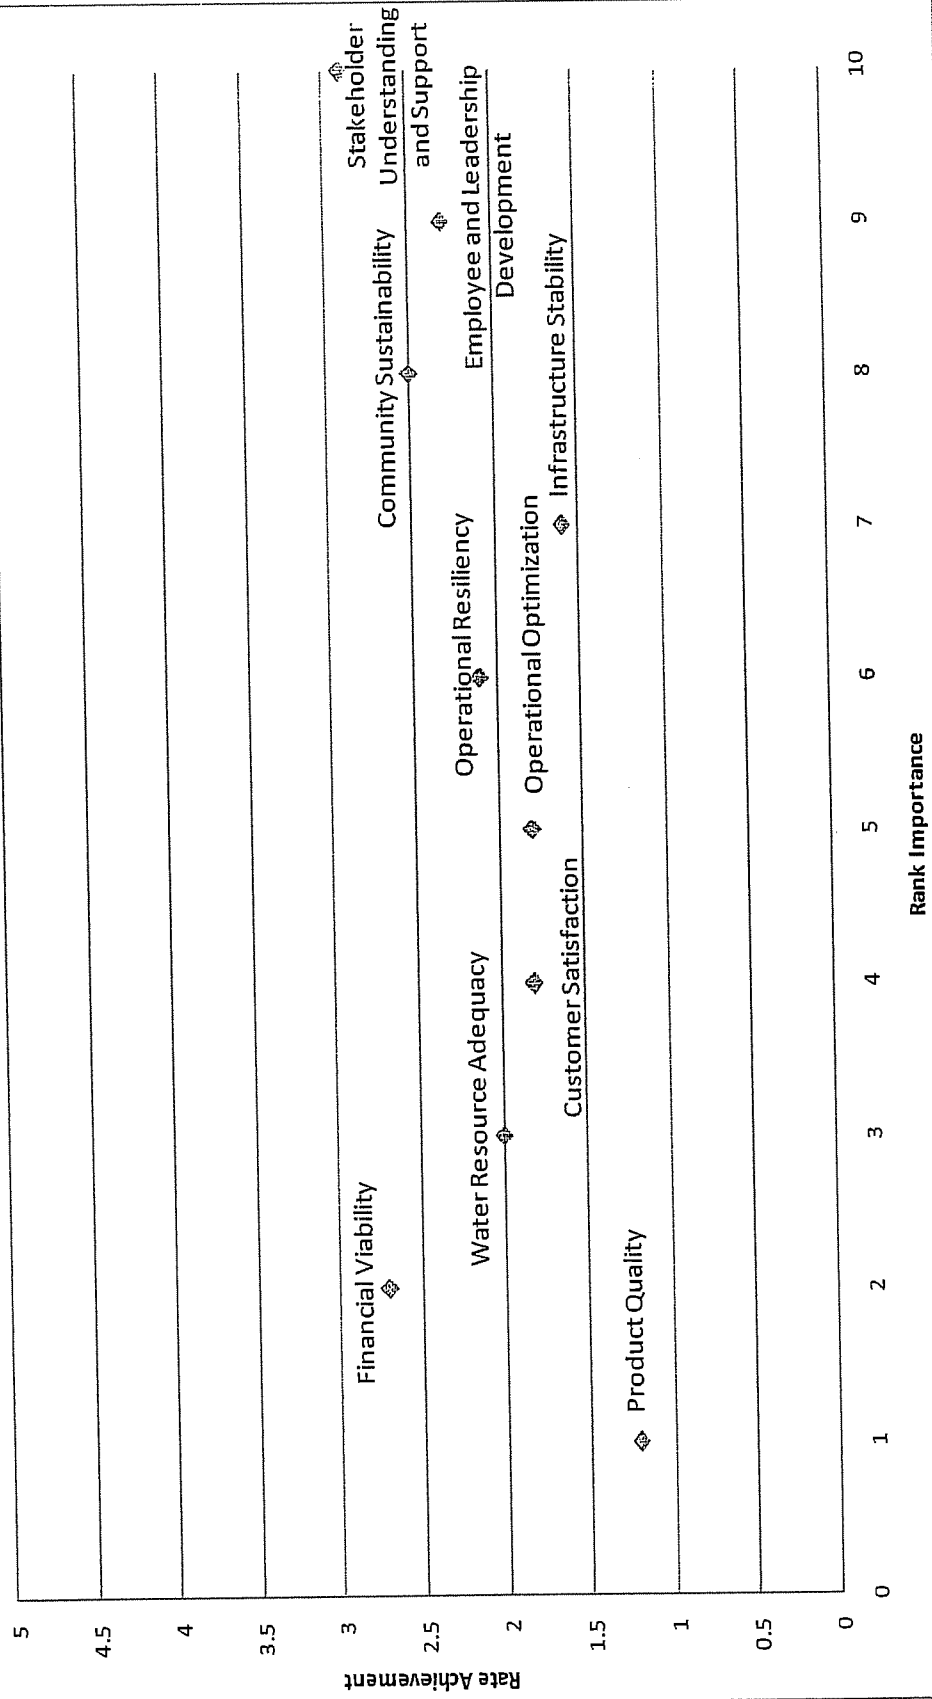 5
4.5
4
3.5
3
2.5
2
1.5
1
0.5
0
Rate Achievement
Stakeholder
Understanding
and Support
Community Sustainability
Employee and Leadership
Development
Financial Viability
Operational Resiliency
Water Resource Adequacy
Operational Optimization
Infrastructure Stability
Customer Satisfaction
Product Quality
0
1
2
3
4
5
6
7
8
9
10
Rank Importance